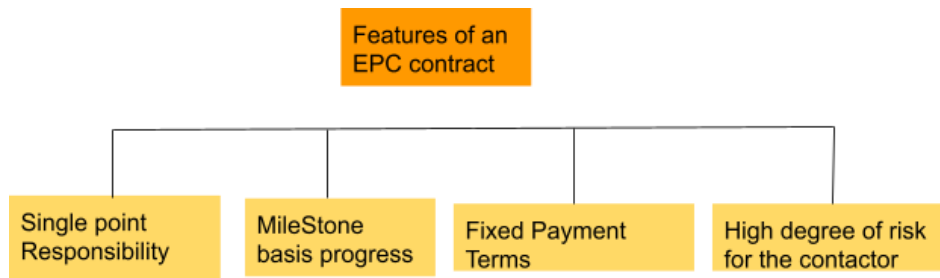 Features of an
EPC contract
Single point
Responsibility
MileStone
basis progress
Fixed Payment
Terms
High degree of risk
for the contactor